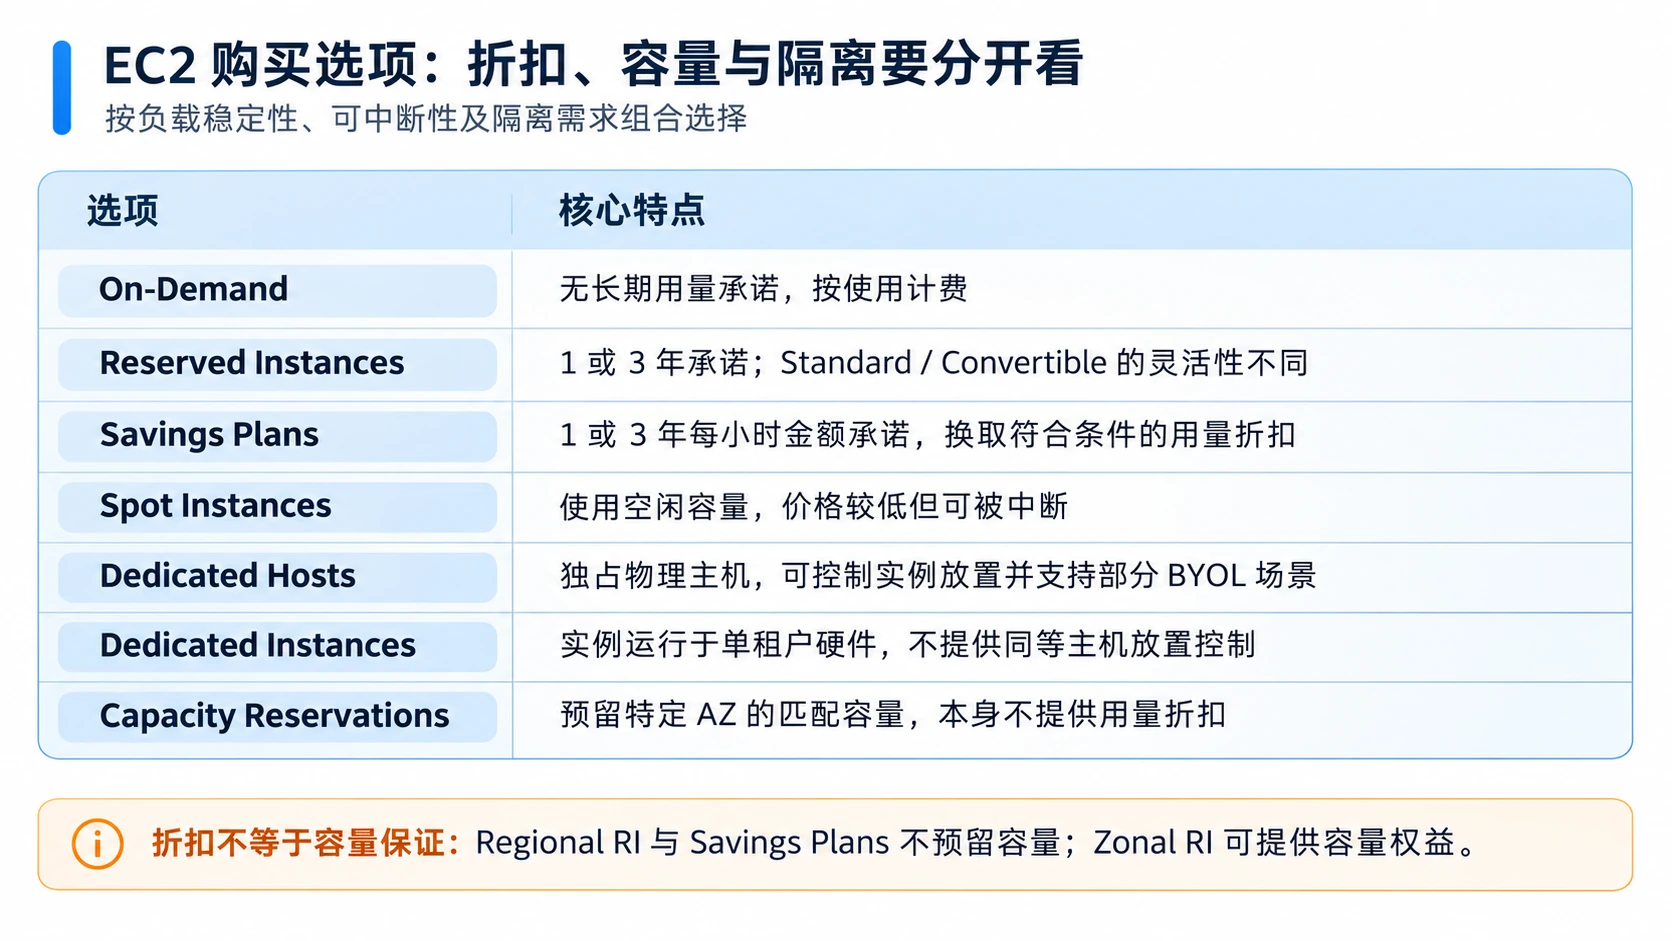 EC2 购买选项：折扣、容量与隔离要分开看
按负载稳定性、可中断性及隔离需求组合选择
选项 核心特点
On-Demand 无长期用量承诺，按使用计费
Reserved Instances 1 或 3 年承诺；Standard / Convertible 的灵活性不同
Savings Plans 1 或 3 年每小时金额承诺，换取符合条件的用量折扣
Spot Instances 使用空闲容量，价格较低但可被中断
Dedicated Hosts 独占物理主机，可控制实例放置并支持部分 BYOL 场景
Dedicated Instances 实例运行于单租户硬件，不提供同等主机放置控制
Capacity Reservations 预留特定 AZ 的匹配容量，本身不提供用量折扣
折扣不等于容量保证：Regional RI 与 Savings Plans 不预留容量；Zonal RI 可提供容量权益。